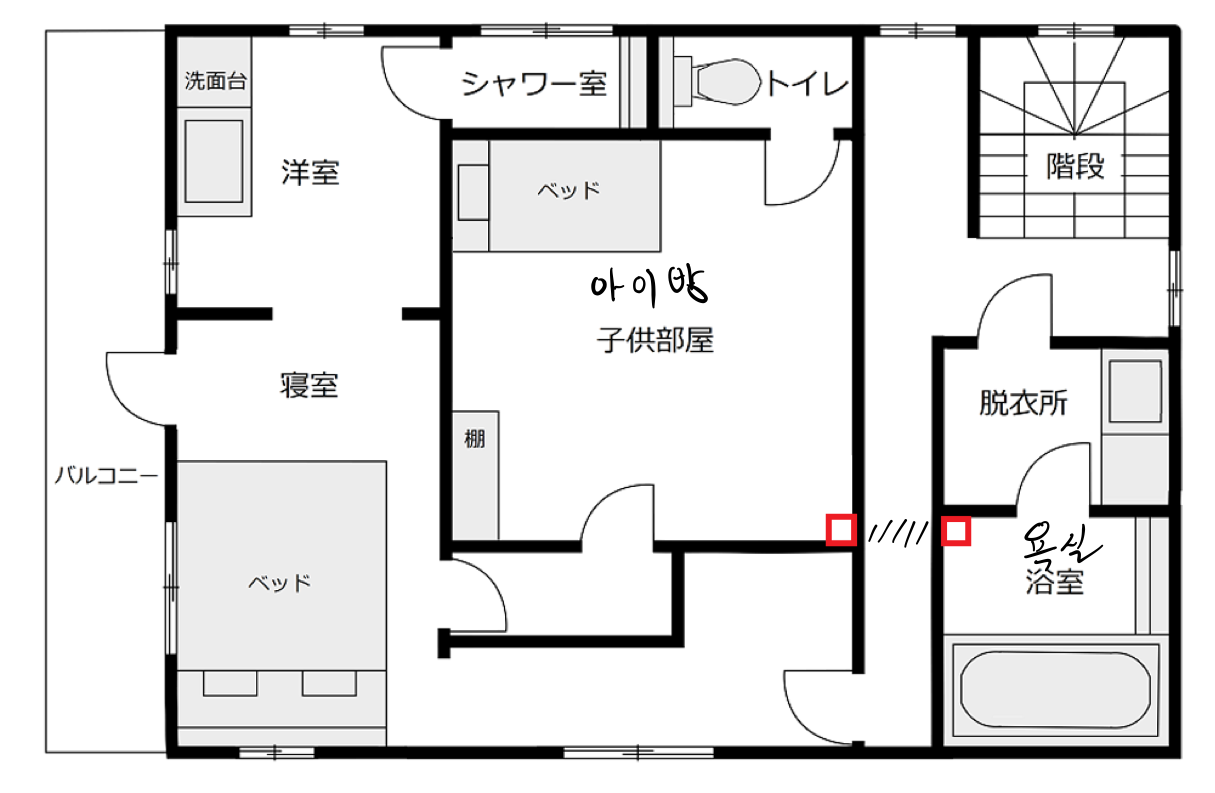 洗面台
シャワー室
トイレ
洋室
階段
ベッド
아이방
子供部屋
寝室
脱衣所
棚
バルコニー
욕실
浴室
ベッド